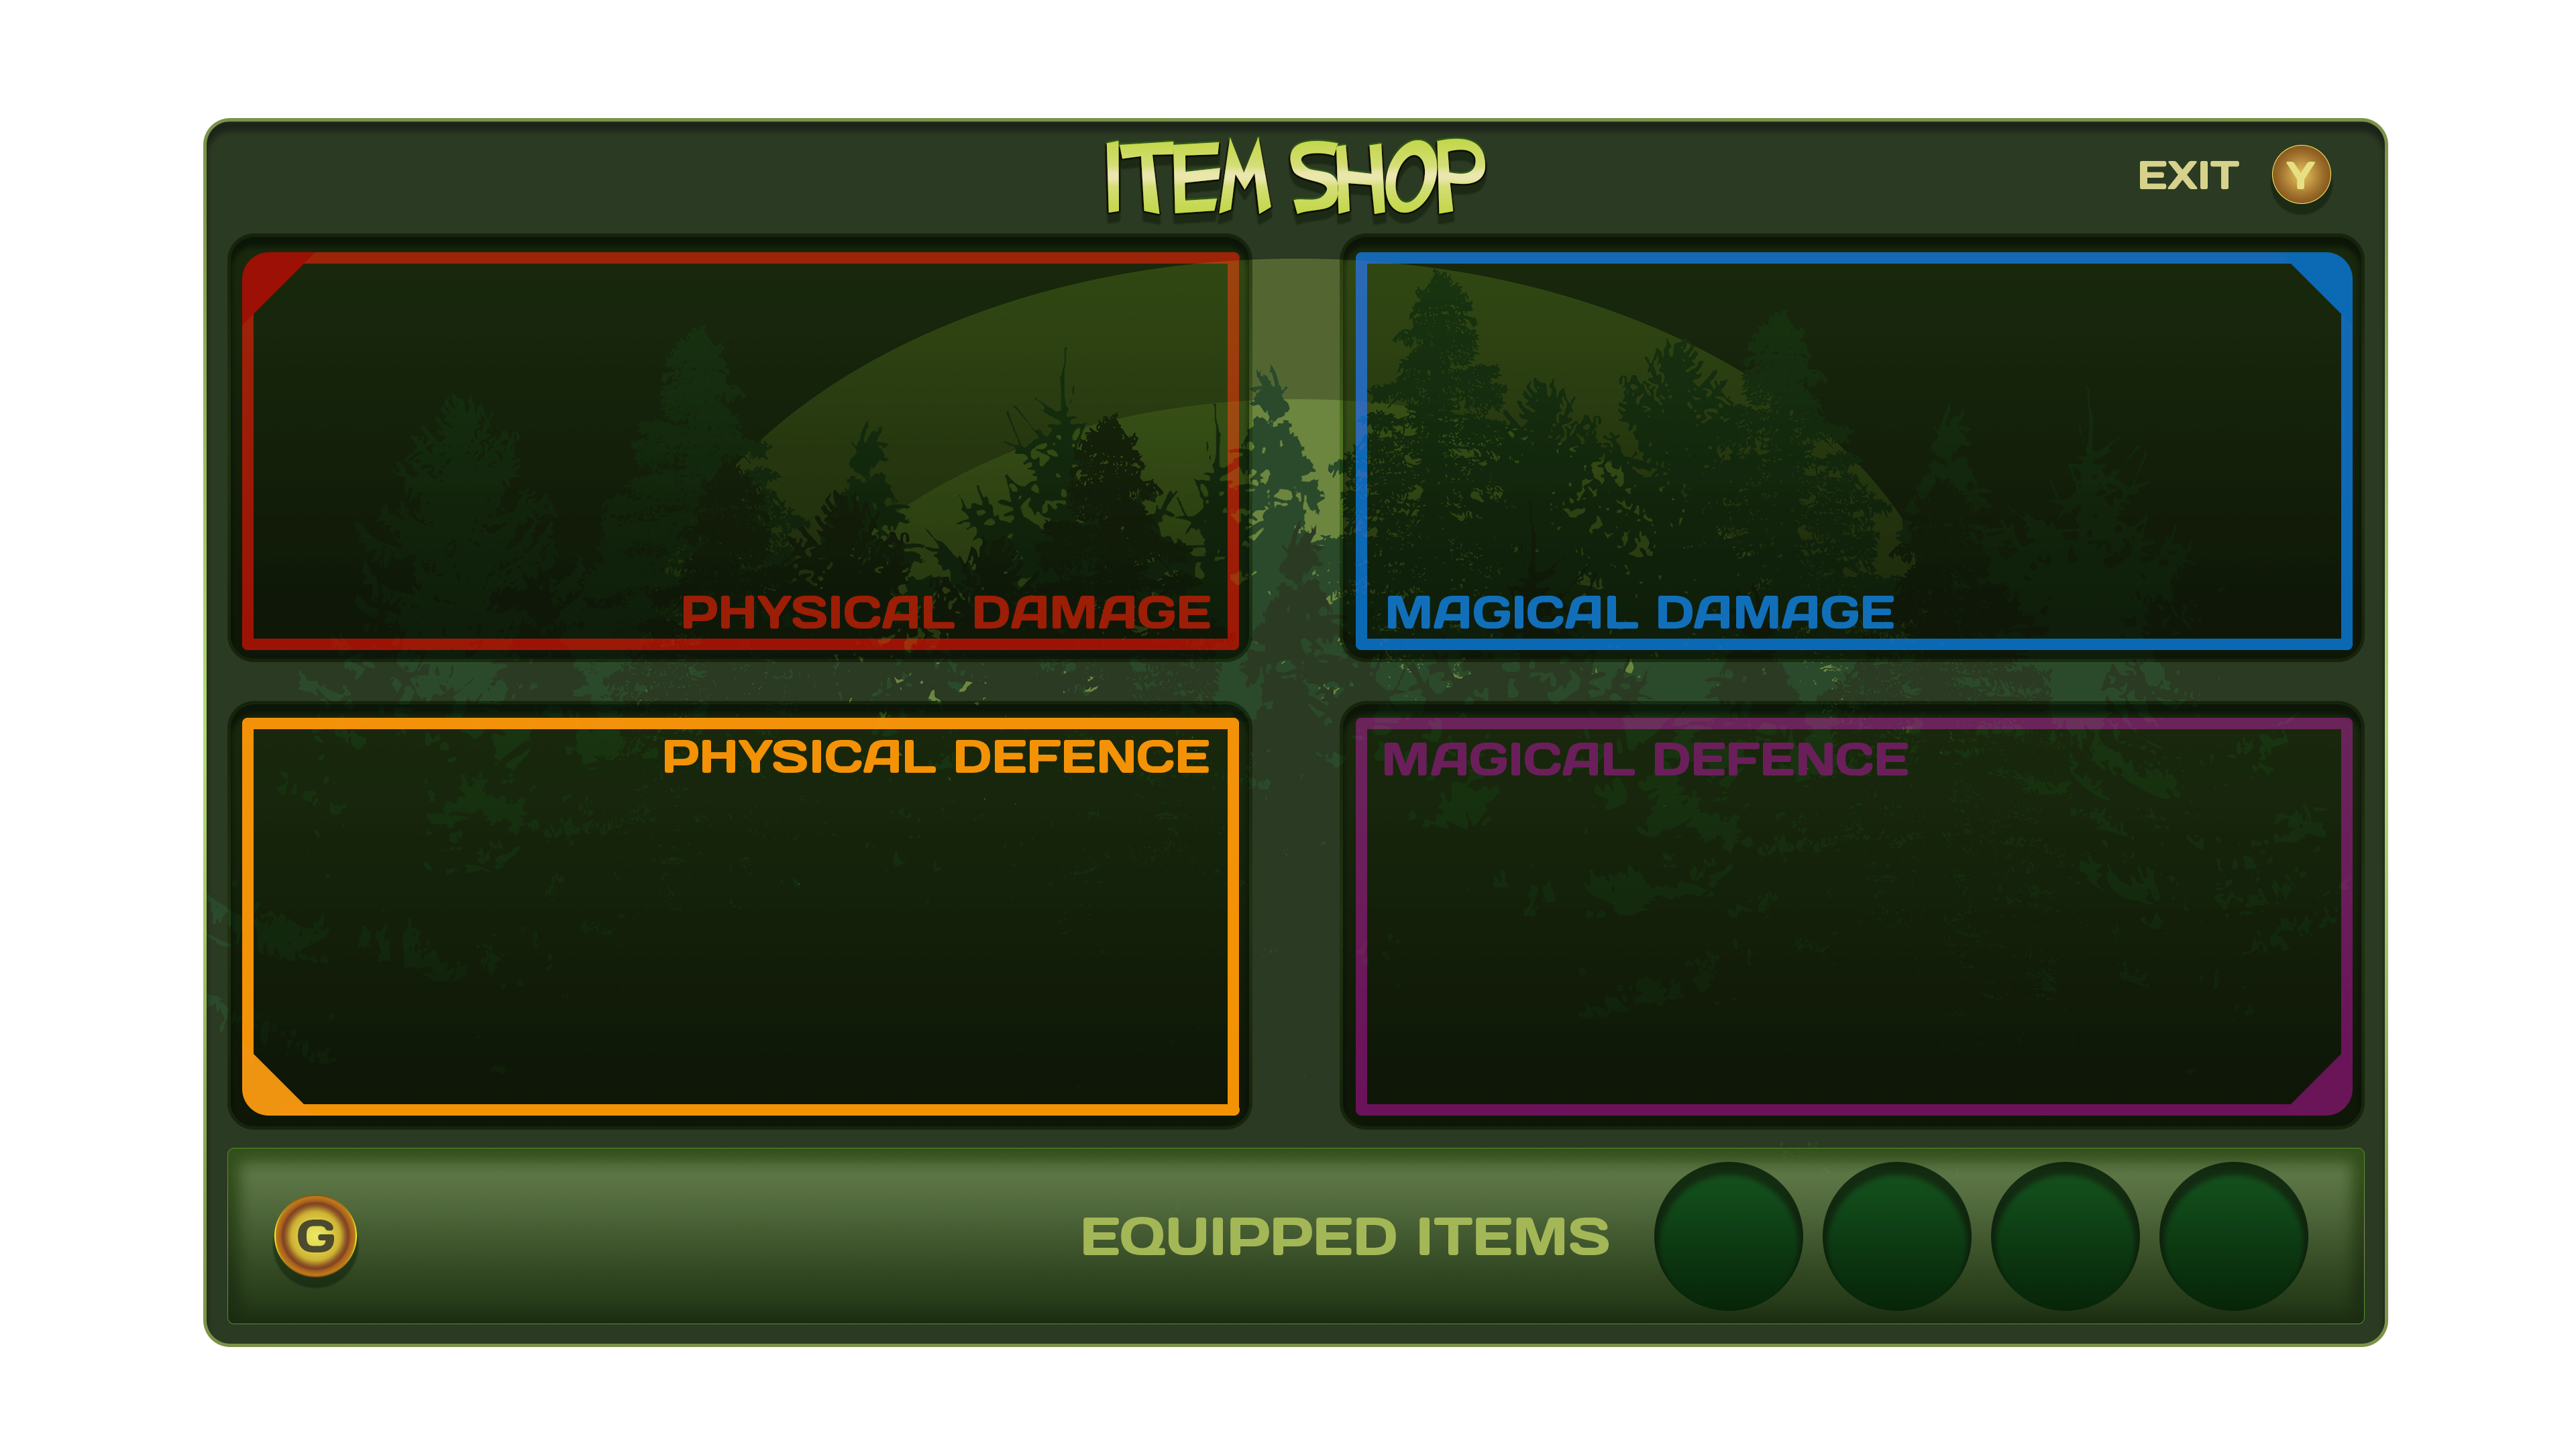 ITEM SHOP
EXIT Y
PHYSICAL DAMAGE
MAGICAL DAMAGE
PHYSICAL DEFENCE
MAGICAL DEFENCE
G
EQUIPPED ITEMS